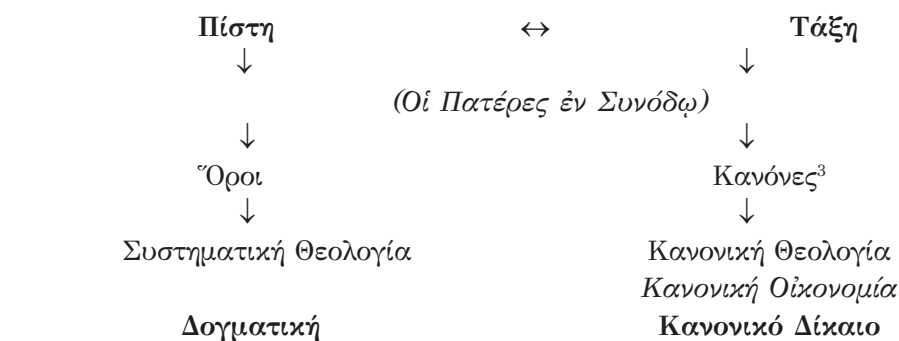 Πίστη ↔ Τάξη
↓ ↓
(Οἱ Πατέρες ἐν Συνόδῳ)
↓ ↓
Ὅροι Κανόνες³
↓ ↓
Συστηματική Θεολογία Κανονική Θεολογία
Κανονική Οἰκονομία
Δογματική Κανονικό Δίκαιο